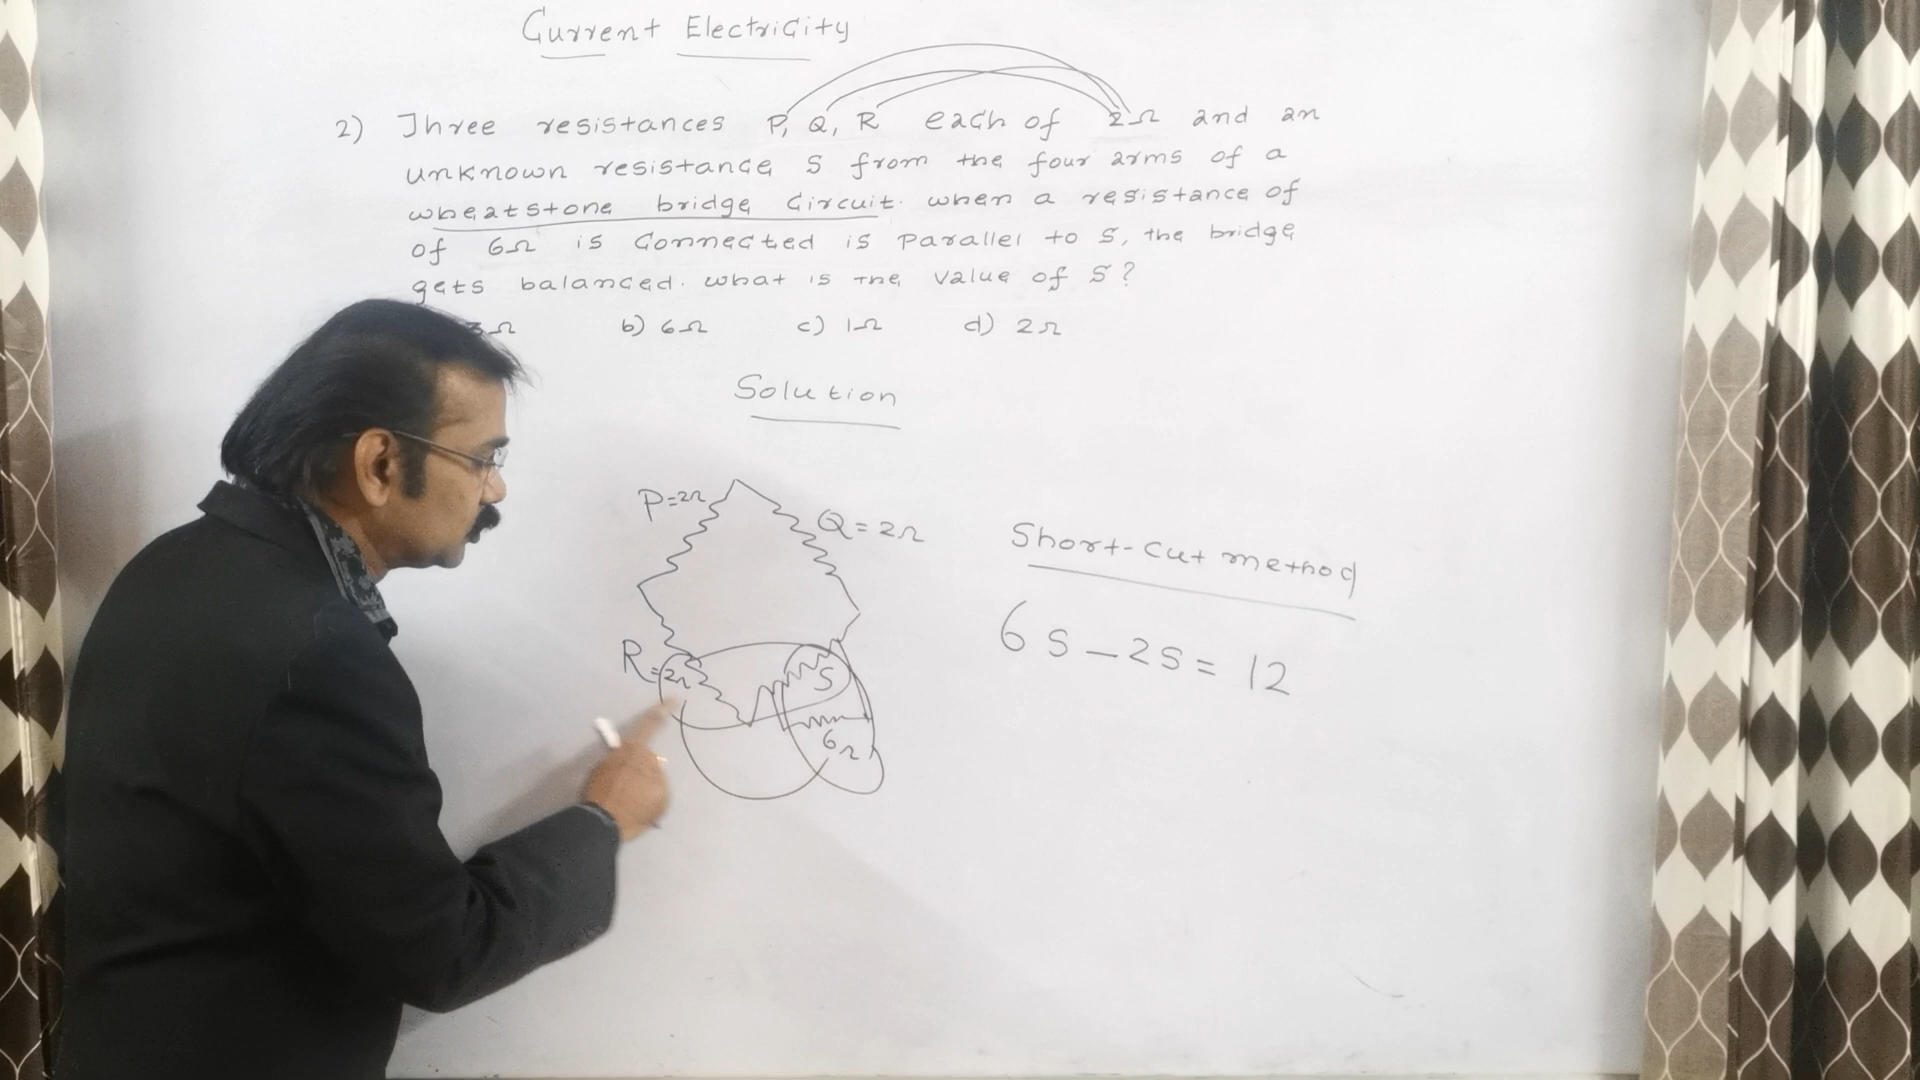 Current Electricity
2) Three resistances P, Q, R each of 2Ω and an
unknown resistance S from the four arms of a
wheatstone bridge circuit. when a resistance of
of 6Ω is connected is parallel to S, the bridge
gets balanced. what is the value of S?
3Ω b) 6Ω c) 1Ω d) 2Ω
Solution
P=2Ω
Q=2Ω
Short-cut method
6S-2S=12
R=2Ω
S
6Ω